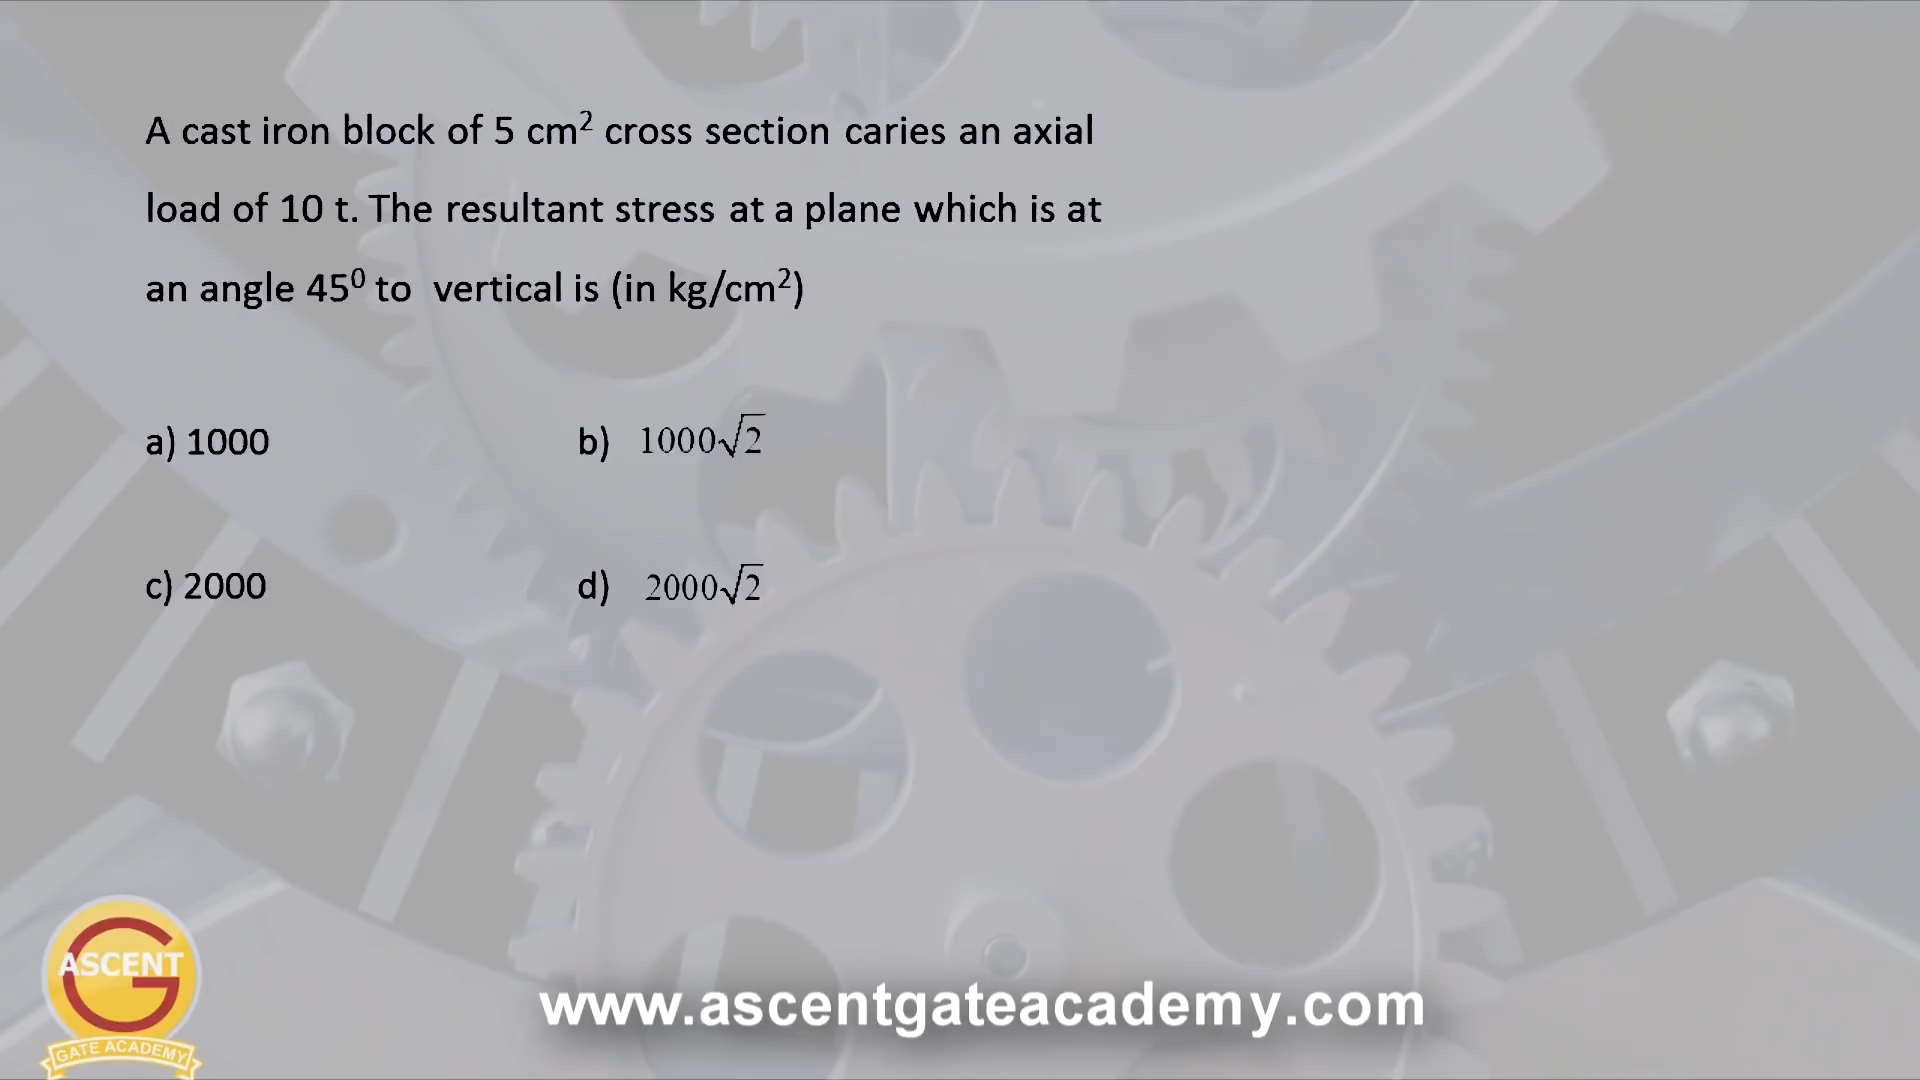 A cast iron block of 5 cm² cross section caries an axial
load of 10 t. The resultant stress at a plane which is at
an angle 45⁰ to vertical is (in kg/cm²)
a) 1000 b) 1000√2
c) 2000 d) 2000√2
ASCENT
G
GATE ACADEMY
www.ascentgateacademy.com